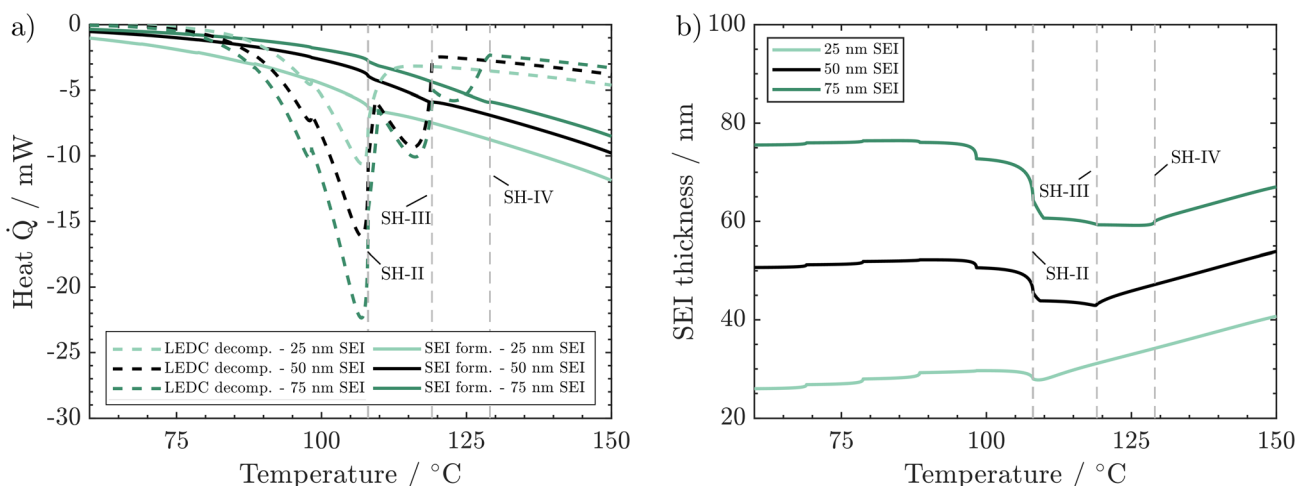 a)
0
-5
-10
-15
-20
-25
-30
Heat Q̇ / mW
75
100
125
150
Temperature / °C
SH-II
SH-III
SH-IV
LEDC decomp. - 25 nm SEI
LEDC decomp. - 50 nm SEI
LEDC decomp. - 75 nm SEI
SEI form. - 25 nm SEI
SEI form. - 50 nm SEI
SEI form. - 75 nm SEI
b)
100
80
60
40
20
SEI thickness / nm
75
100
125
150
Temperature / °C
25 nm SEI
50 nm SEI
75 nm SEI
SH-III
SH-IV
SH-II